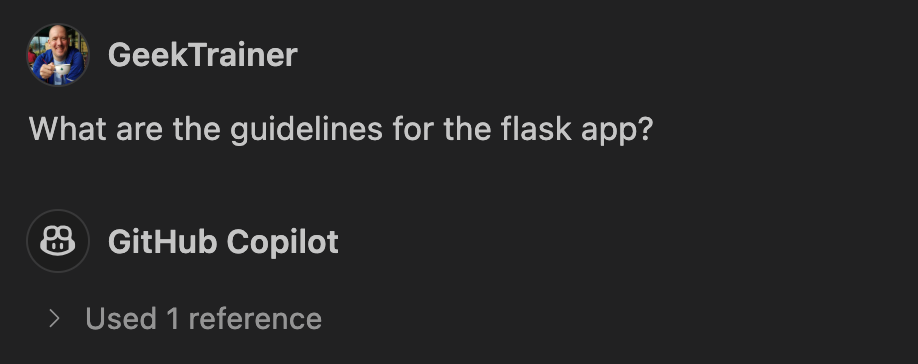 GeekTrainer
What are the guidelines for the flask app?
GitHub Copilot
Used 1 reference